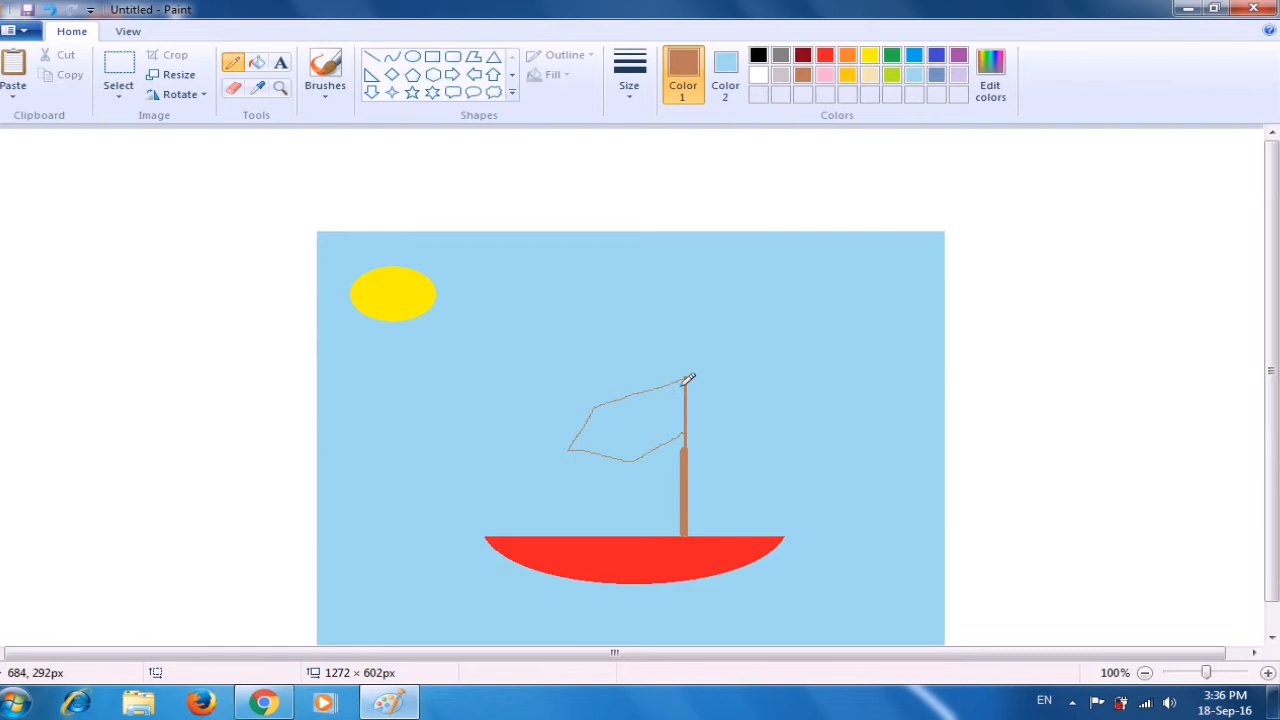 Untitled - Paint
Home View
Paste
Cut
Copy
Clipboard
Select
Crop
Resize
Rotate
Image
A
Tools
Brushes
Shapes
Outline
Fill
Size
Color 1
Color 2
Edit colors
Colors
684, 292px
1272 × 602px
100%
EN
3:36 PM
18-Sep-16